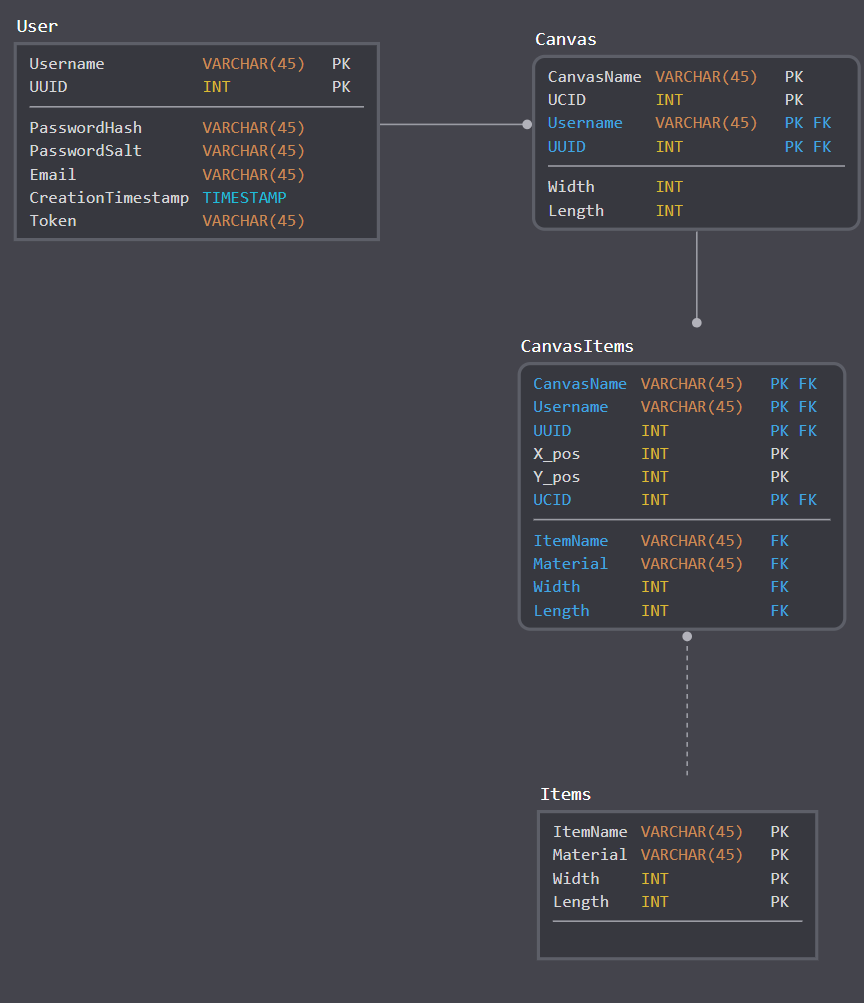 User
Username VARCHAR(45) PK
UUID INT PK
PasswordHash VARCHAR(45)
PasswordSalt VARCHAR(45)
Email VARCHAR(45)
CreationTimestamp TIMESTAMP
Token VARCHAR(45)
Canvas
CanvasName VARCHAR(45) PK
UCID INT PK
Username VARCHAR(45) PK FK
UUID INT PK FK
Width INT
Length INT
CanvasItems
CanvasName VARCHAR(45) PK FK
Username VARCHAR(45) PK FK
UUID INT PK FK
X_pos INT PK
Y_pos INT PK
UCID INT PK FK
ItemName VARCHAR(45) FK
Material VARCHAR(45) FK
Width INT FK
Length INT FK
Items
ItemName VARCHAR(45) PK
Material VARCHAR(45) PK
Width INT PK
Length INT PK